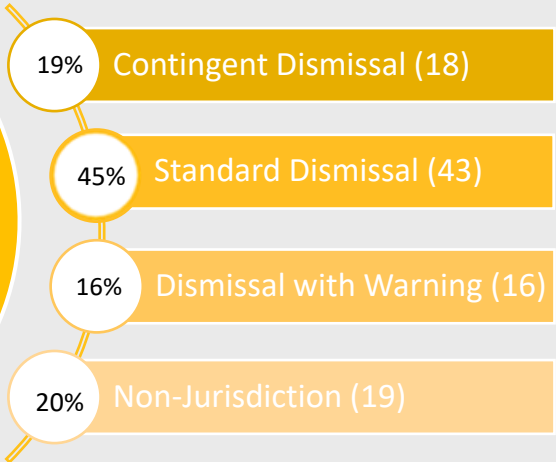 19% Contingent Dismissal (18)
45% Standard Dismissal (43)
16% Dismissal with Warning (16)
20% Non-Jurisdiction (19)